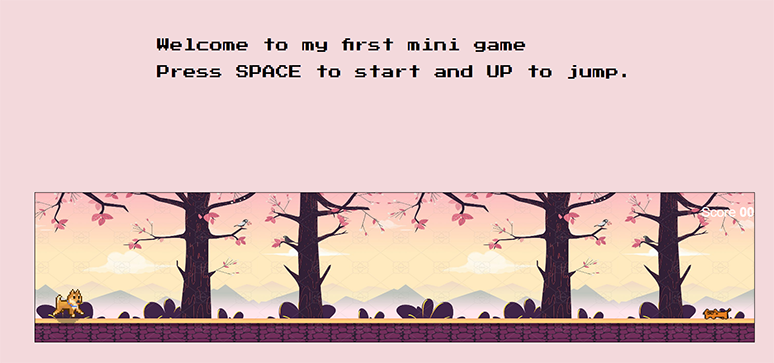 Welcome to my first mini game
Press SPACE to start and UP to jump.
Score 00